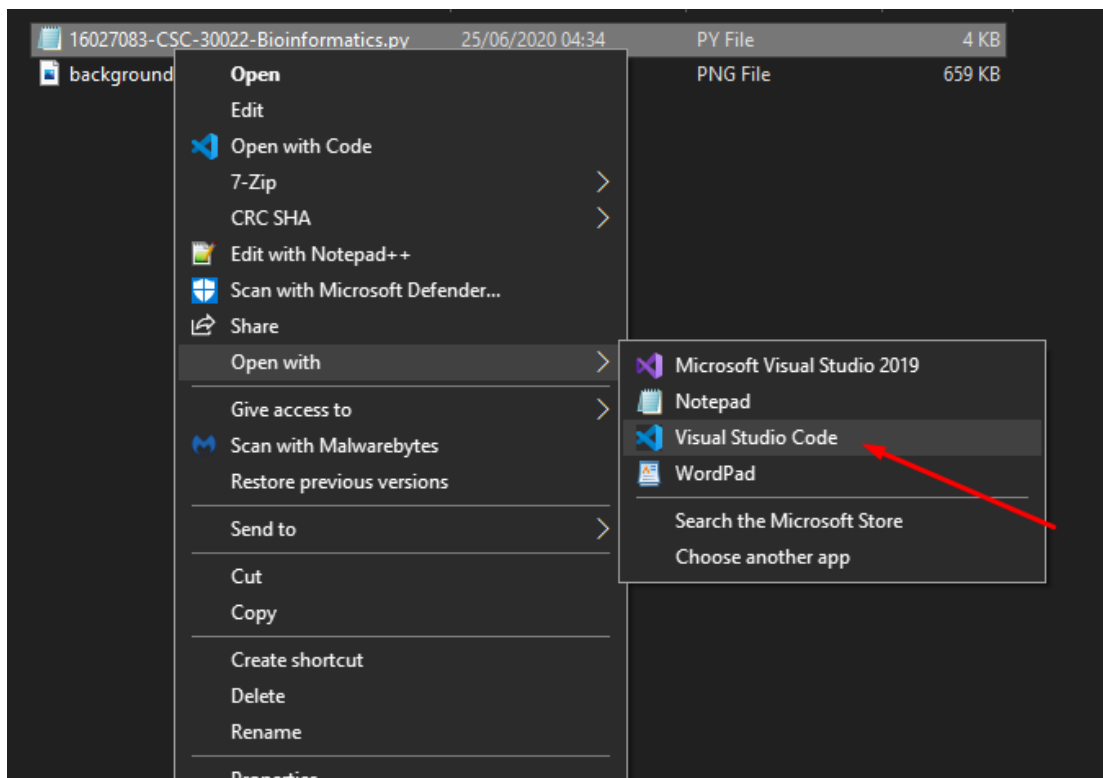 16027083-CSC-30022-Bioinformatics.py 25/06/2020 04:34 PY File 4 KB
background PNG File 659 KB
Open
Edit
Open with Code
7-Zip
CRC SHA
Edit with Notepad++
Scan with Microsoft Defender...
Share
Open with
Give access to
Scan with Malwarebytes
Restore previous versions
Send to
Cut
Copy
Create shortcut
Delete
Rename
Properties
Microsoft Visual Studio 2019
Notepad
Visual Studio Code
WordPad
Search the Microsoft Store
Choose another app